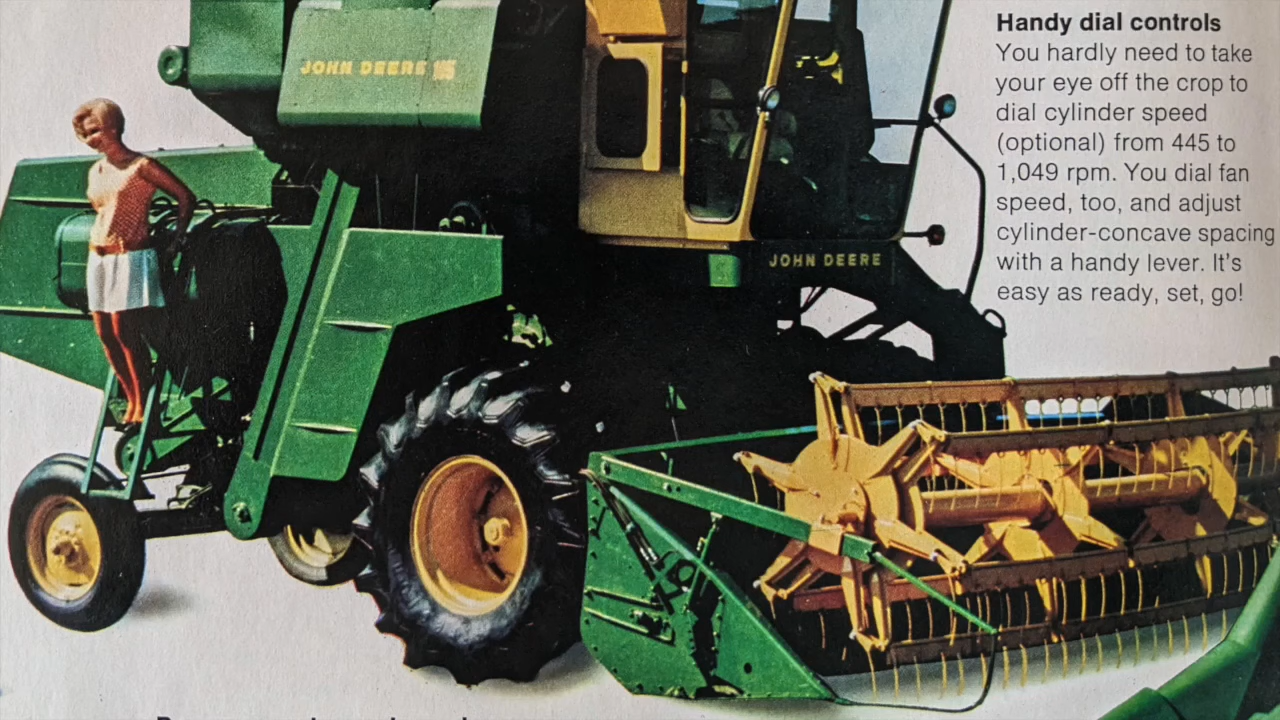 JOHN DEERE 105
JOHN DEERE
Handy dial controls
You hardly need to take
your eye off the crop to
dial cylinder speed
(optional) from 445 to
1,049 rpm. You dial fan
speed, too, and adjust
cylinder-concave spacing
with a handy lever. It's
easy as ready, set, go!